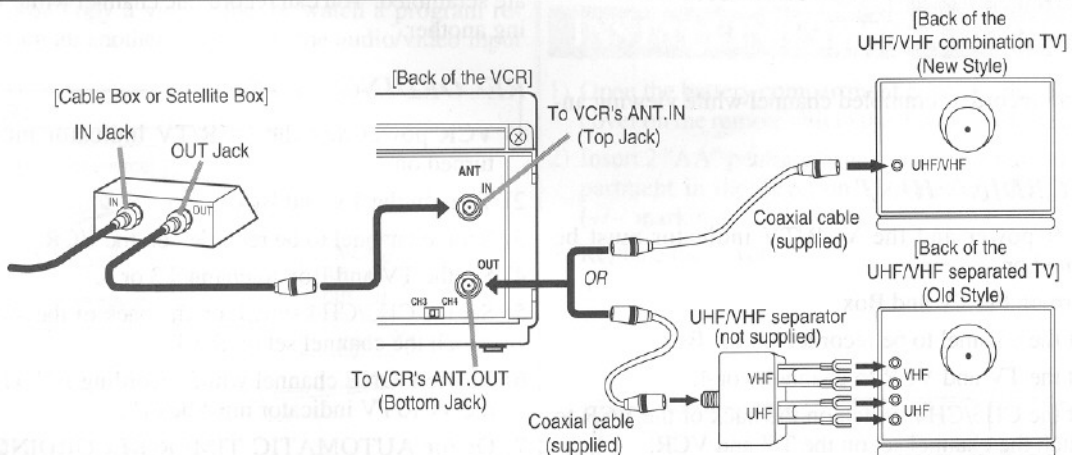 [Cable Box or Satellite Box]
IN Jack
OUT Jack
IN
OUT
[Back of the VCR]
To VCR's ANT.IN
(Top Jack)
ANT
IN
OUT
CH3 CH4
To VCR's ANT.OUT
(Bottom Jack)
OR
Coaxial cable
(supplied)
[Back of the
UHF/VHF combination TV]
(New Style)
UHF/VHF
Coaxial cable
(supplied)
UHF/VHF separator
(not supplied)
VHF
UHF
[Back of the
UHF/VHF separated TV]
(Old Style)
VHF
UHF